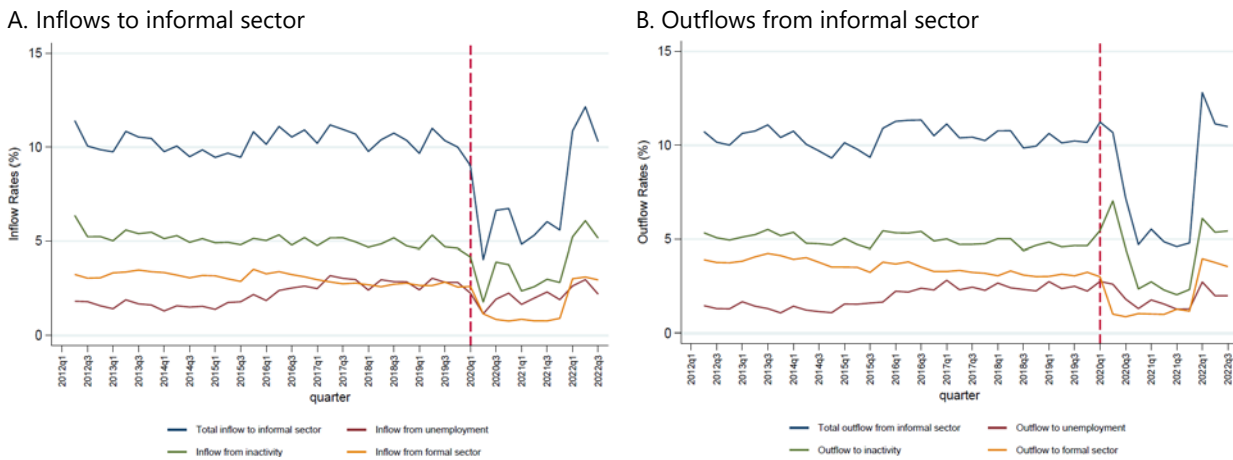 A. Inflows to informal sector
15
10
5
0
Inflow Rates (%)
2012q1
2012q3
2013q1
2013q3
2014q1
2014q3
2015q1
2015q3
2016q1
2016q3
2017q1
2017q3
2018q1
2018q3
2019q1
2019q3
2020q1
2020q3
2021q1
2021q3
2022q1
2022q3
quarter
Total inflow to informal sector
Inflow from unemployment
Inflow from inactivity
Inflow from formal sector
B. Outflows from informal sector
15
10
5
0
Outflow Rates (%)
2012q1
2012q3
2013q1
2013q3
2014q1
2014q3
2015q1
2015q3
2016q1
2016q3
2017q1
2017q3
2018q1
2018q3
2019q1
2019q3
2020q1
2020q3
2021q1
2021q3
2022q1
2022q3
quarter
Total outflow from informal sector
Outflow to unemployment
Outflow to inactivity
Outflow to formal sector